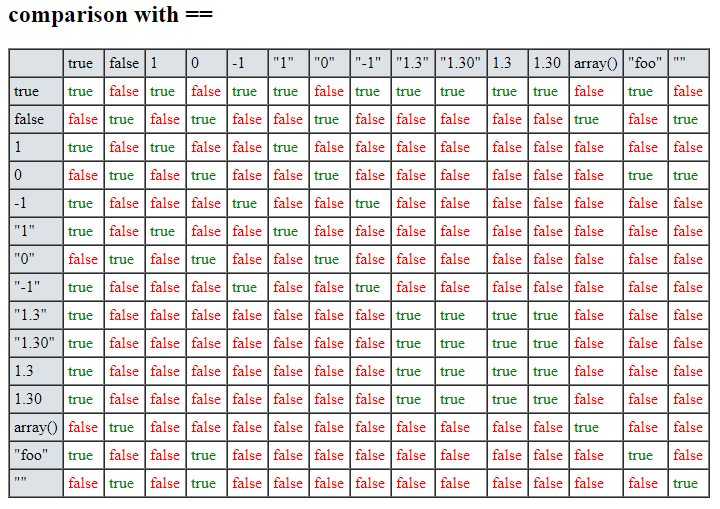 comparison with ==
true false 1 0 -1 "1" "0" "-1" "1.3" "1.30" 1.3 1.30 array() "foo" ""
true true false true false true true false true true true true true false true false
false false true false true false false true false false false false false true false true
1 true false true false false true false false false false false false false false false
0 false true false true false false true false false false false false false true true
-1 true false false false true false false true false false false false false false false
"1" true false true false false true false false false false false false false false false
"0" false true false true false false true false false false false false false false false
"-1" true false false false true false false true false false false false false false false
"1.3" true false false false false false false false true true true true false false false
"1.30" true false false false false false false false true true true true false false false
1.3 true false false false false false false false true true true true false false false
1.30 true false false false false false false false true true true true false false false
array() false true false false false false false false false false false false true false false
"foo" true false false true false false false false false false false false false true false
"" false true false true false false false false false false false false false false true